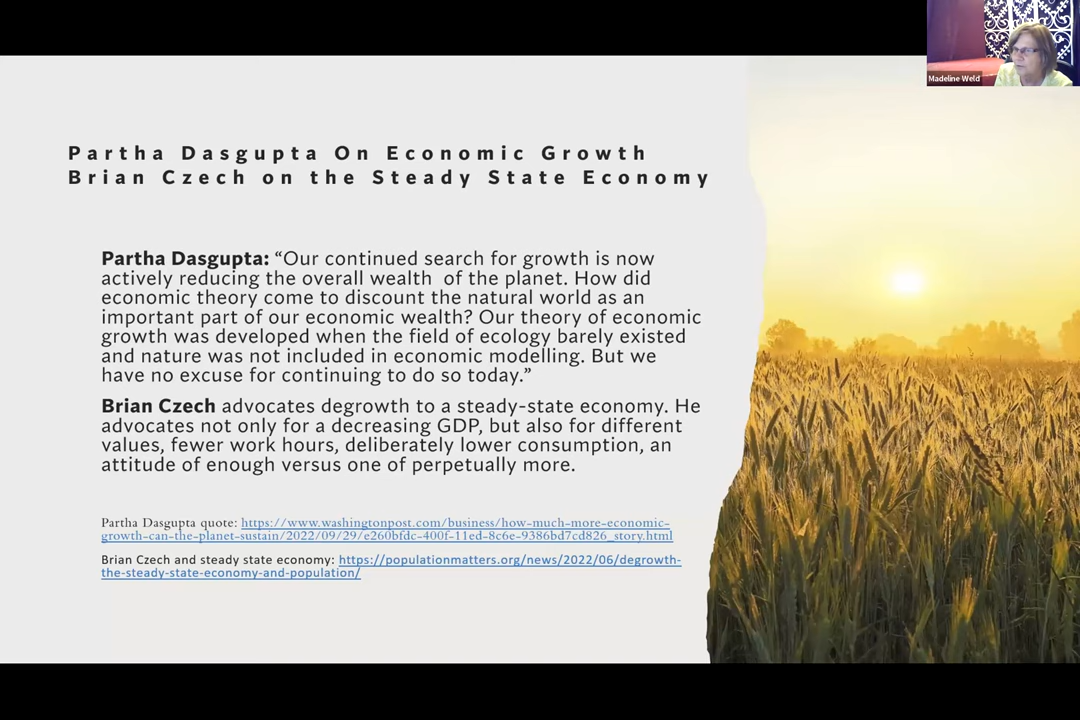 Madeline Weld
Partha Dasgupta On Economic Growth
Brian Czech on the Steady State Economy
Partha Dasgupta: “Our continued search for growth is now
actively reducing the overall wealth  of the planet. How did
economic theory come to discount the natural world as an
important part of our economic wealth? Our theory of economic
growth was developed when the field of ecology barely existed
and nature was not included in economic modelling. But we
have no excuse for continuing to do so today.”
Brian Czech advocates degrowth to a steady-state economy. He
advocates not only for a decreasing GDP, but also for different
values, fewer work hours, deliberately lower consumption, an
attitude of enough versus one of perpetually more.
Partha Dasgupta quote: https://www.washingtonpost.com/business/how-much-more-economic-
growth-can-the-planet-sustain/2022/09/29/e260bfdc-400f-11ed-8c6e-9386bd7cd826_story.html
Brian Czech and steady state economy: https://populationmatters.org/news/2022/06/degrowth-
the-steady-state-economy-and-population/